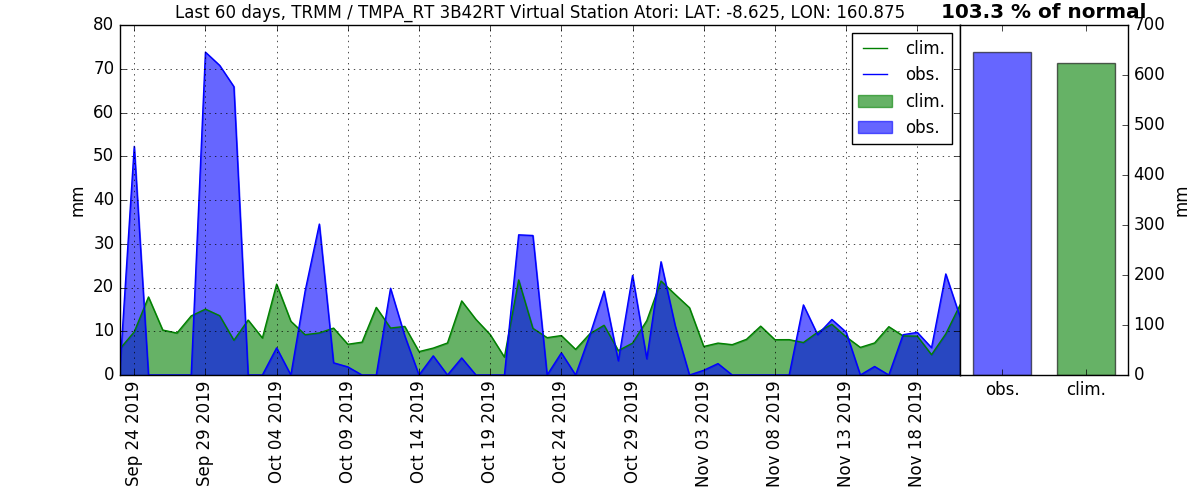 Last 60 days, TRMM / TMPA_RT 3B42RT Virtual Station Atori: LAT: -8.625, LON: 160.875
103.3 % of normal
80
70
60
50
40
30
20
10
0
mm
clim.
obs.
clim.
obs.
700
600
500
400
300
200
100
0
mm
Sep 24 2019
Sep 29 2019
Oct 04 2019
Oct 09 2019
Oct 14 2019
Oct 19 2019
Oct 24 2019
Oct 29 2019
Nov 03 2019
Nov 08 2019
Nov 13 2019
Nov 18 2019
obs.
clim.